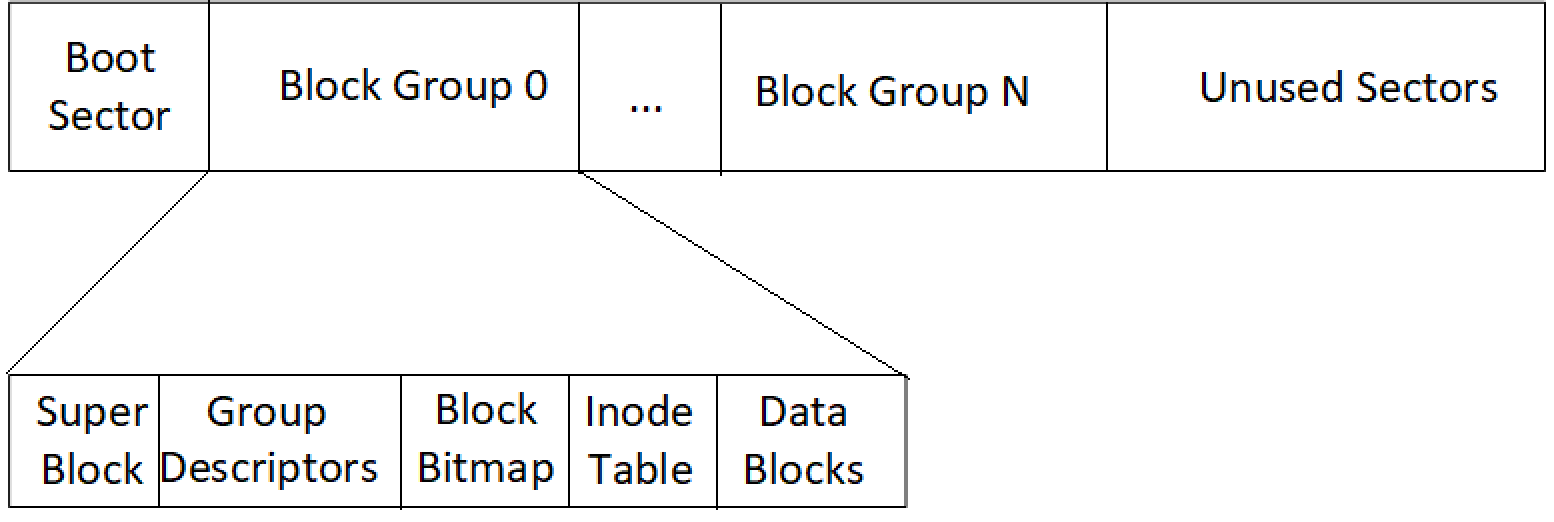 Boot
Sector
Block Group 0
...
Block Group N
Unused Sectors
Super
Block
Group
Descriptors
Block
Bitmap
Inode
Table
Data
Blocks